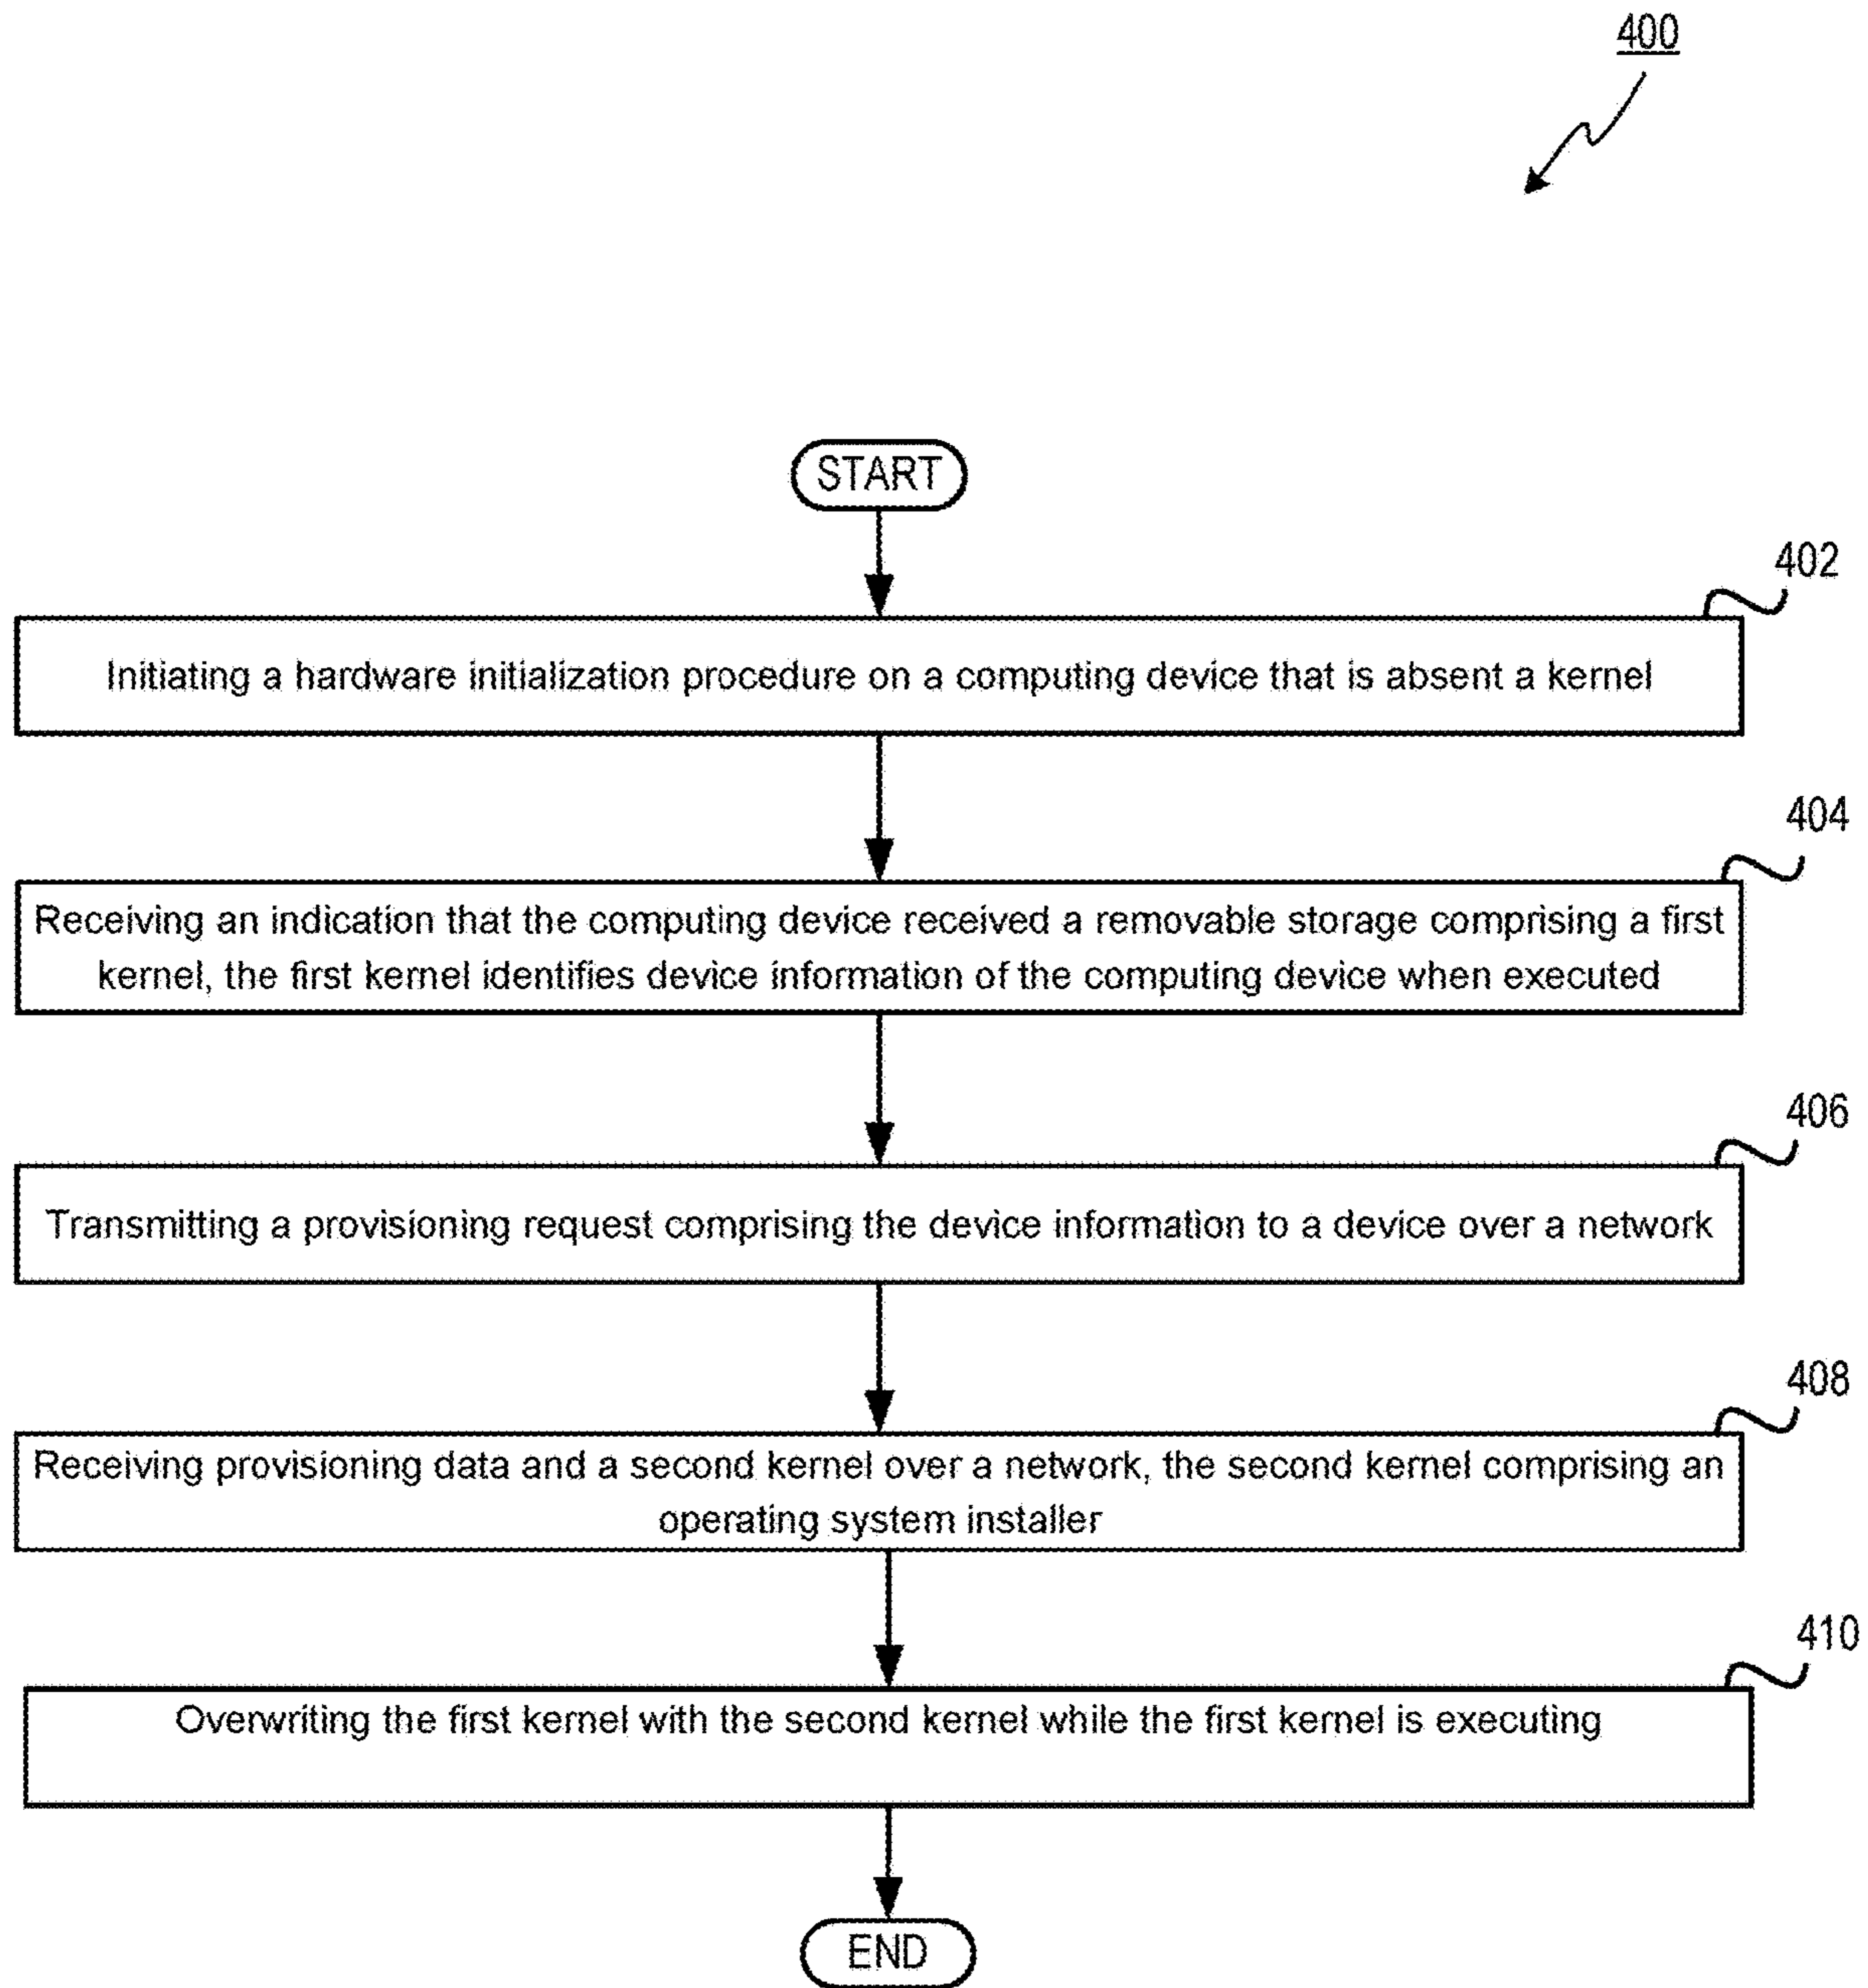 400
START
402
Initiating a hardware initialization procedure on a computing device that is absent a kernel
404
Receiving an indication that the computing device received a removable storage comprising a first
kernel, the first kernel identifies device information of the computing device when executed
406
Transmitting a provisioning request comprising the device information to a device over a network
408
Receiving provisioning data and a second kernel over a network, the second kernel comprising an
operating system installer
410
Overwriting the first kernel with the second kernel while the first kernel is executing
END